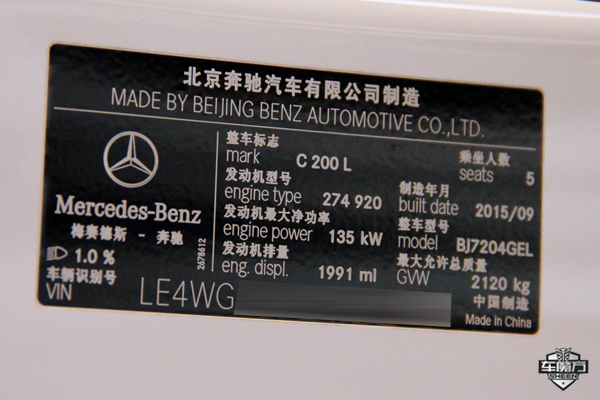 北京奔驰汽车有限公司制造
MADE BY BEIJING BENZ AUTOMOTIVE CO.,LTD.
Mercedes-Benz
梅赛德斯 - 奔驰
1.0 %
车辆识别号
VIN
LE4WG
2678612
整车标志
mark C 200 L
发动机型号
engine type 274 920
发动机最大净功率
engine power 135 kW
发动机排量
eng. displ. 1991 ml
乘坐人数
seats 5
制造年月
built date 2015/09
整车型号
model BJ7204GEL
最大允许总质量
GVW 2120 kg
中国制造
Made in China
车魔方
SHEEN